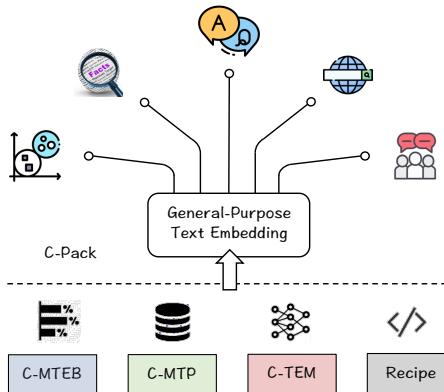 A
Q
Facts
General-Purpose
Text Embedding
C-Pack
%
%
%
C-MTEB
C-MTP
C-TEM
Recipe